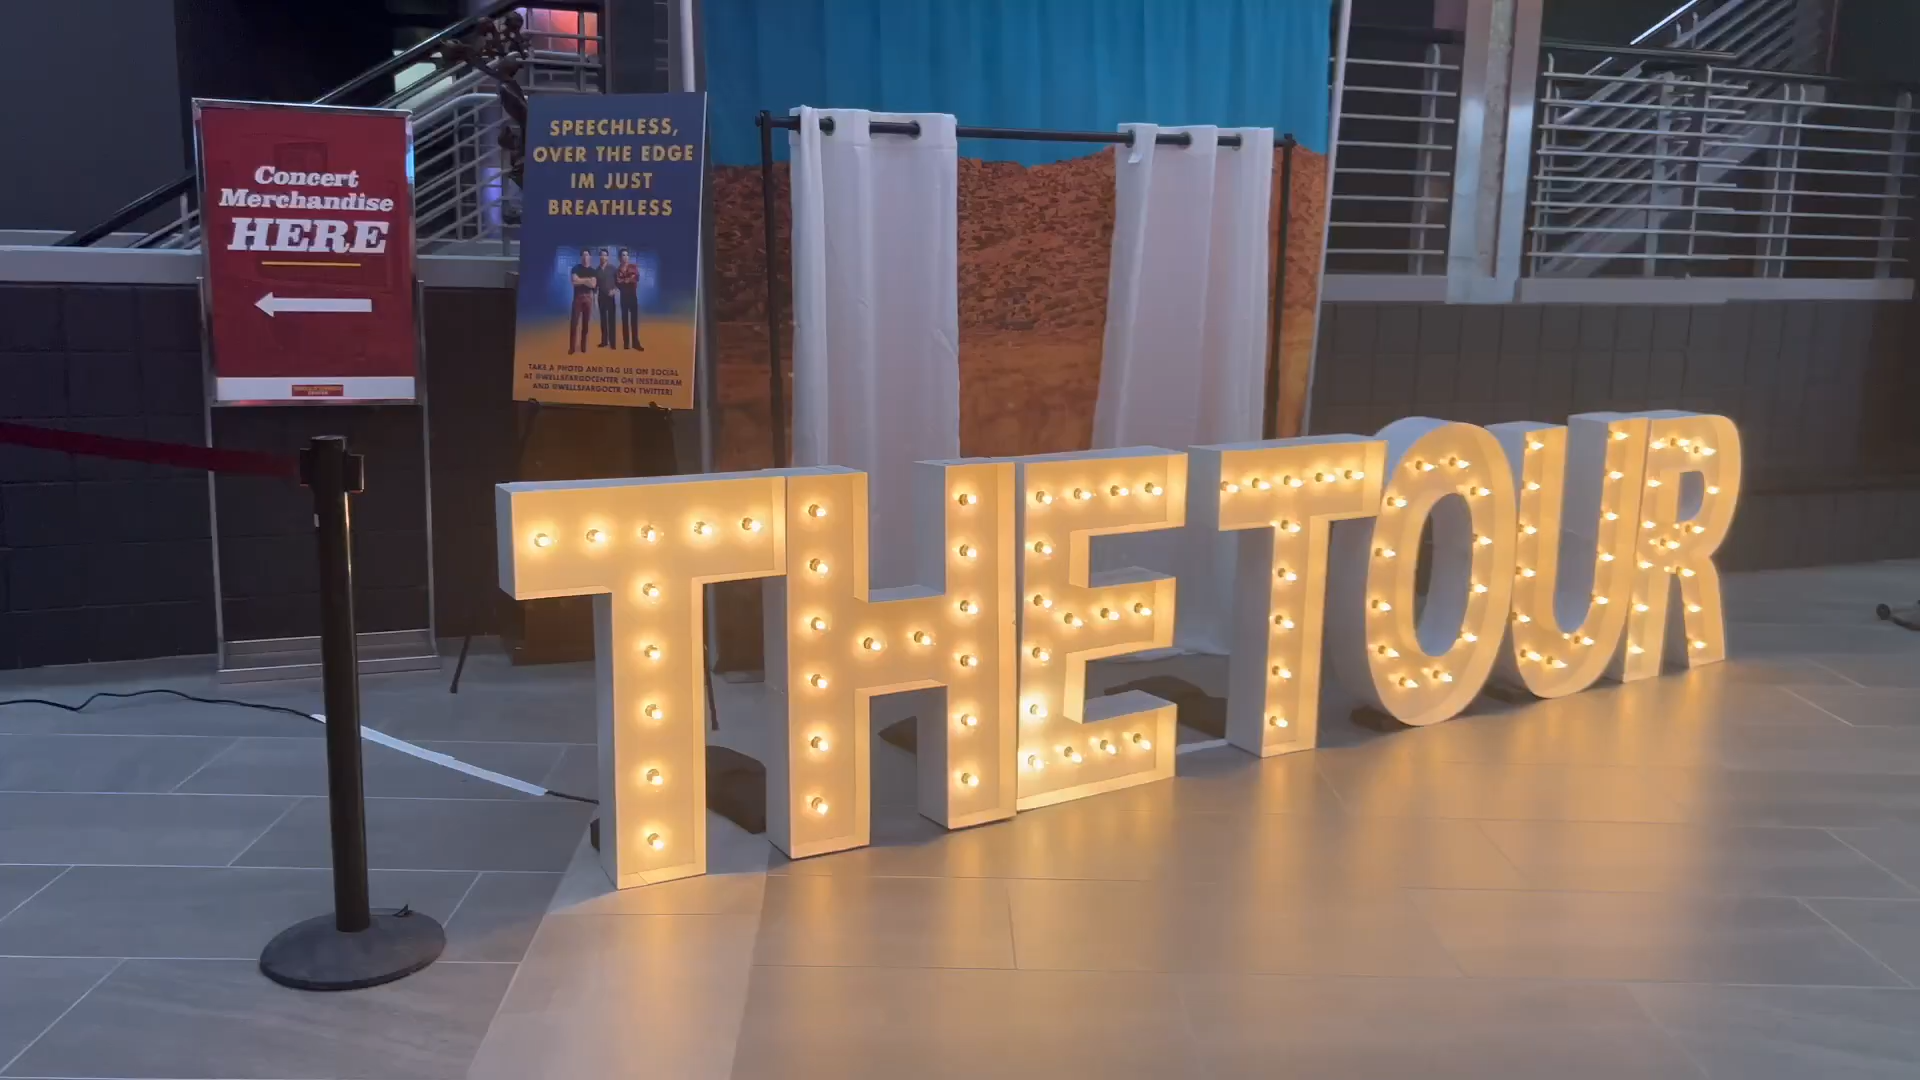 Concert
Merchandise
HERE
SPEECHLESS,
OVER THE EDGE
IM JUST
BREATHLESS
TAKE A PHOTO AND TAG US ON SOCIAL
AT @WELLSFARGOCENTER ON INSTAGRAM
AND @WELLSFARGOCTR ON TWITTER!
THE TOUR